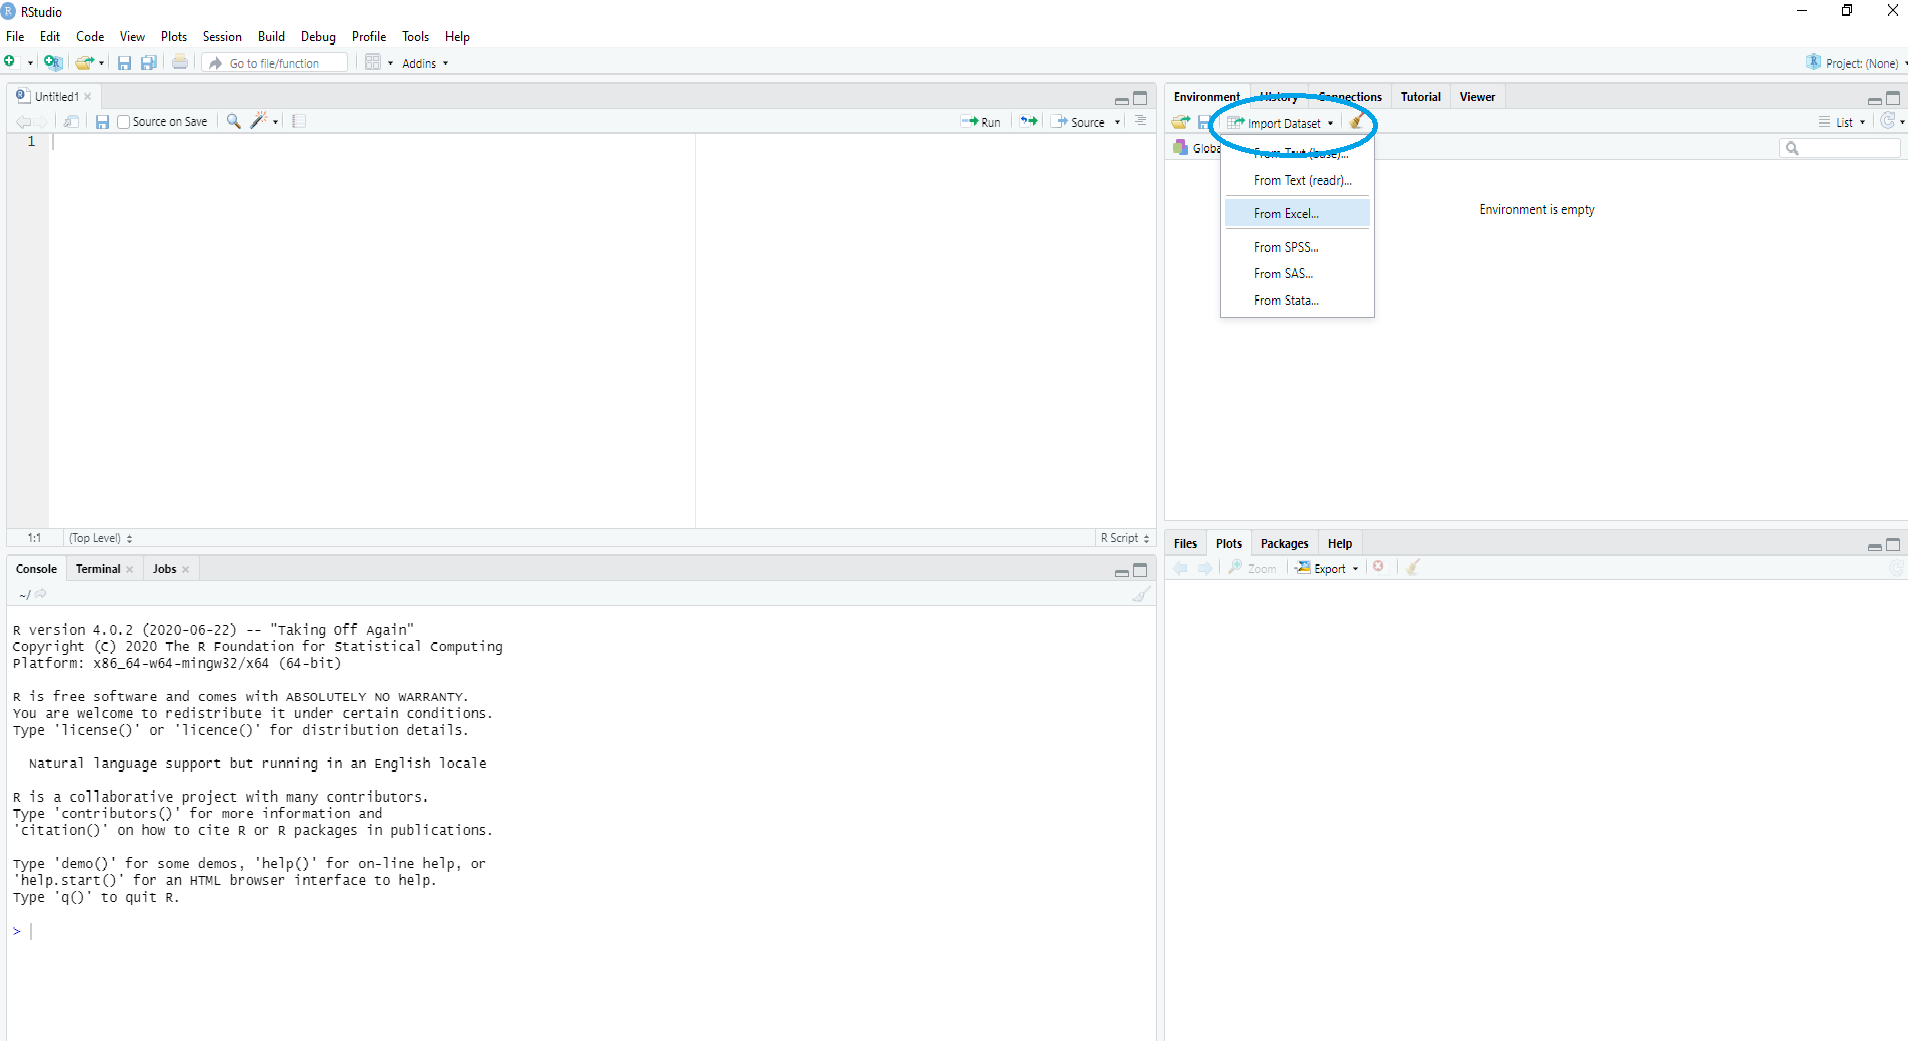 RStudio
File Edit Code View Plots Session Build Debug Profile Tools Help
Go to file/function Addins Project: (None)
Untitled1
Source on Save Run Source
1
1:1 (Top Level) R Script
Environment History Connections Tutorial Viewer
Import Dataset List
Globa
From Text (base)...
From Text (readr)...
From Excel...
From SPSS...
From SAS...
From Stata...
Environment is empty
Console Terminal Jobs
~/
R version 4.0.2 (2020-06-22) -- "Taking Off Again"
Copyright (C) 2020 The R Foundation for Statistical Computing
Platform: x86_64-w64-mingw32/x64 (64-bit)
R is free software and comes with ABSOLUTELY NO WARRANTY.
You are welcome to redistribute it under certain conditions.
Type 'license()' or 'licence()' for distribution details.
Natural language support but running in an English locale
R is a collaborative project with many contributors.
Type 'contributors()' for more information and
'citation()' on how to cite R or R packages in publications.
Type 'demo()' for some demos, 'help()' for on-line help, or
'help.start()' for an HTML browser interface to help.
Type 'q()' to quit R.
>
Files Plots Packages Help
Zoom Export